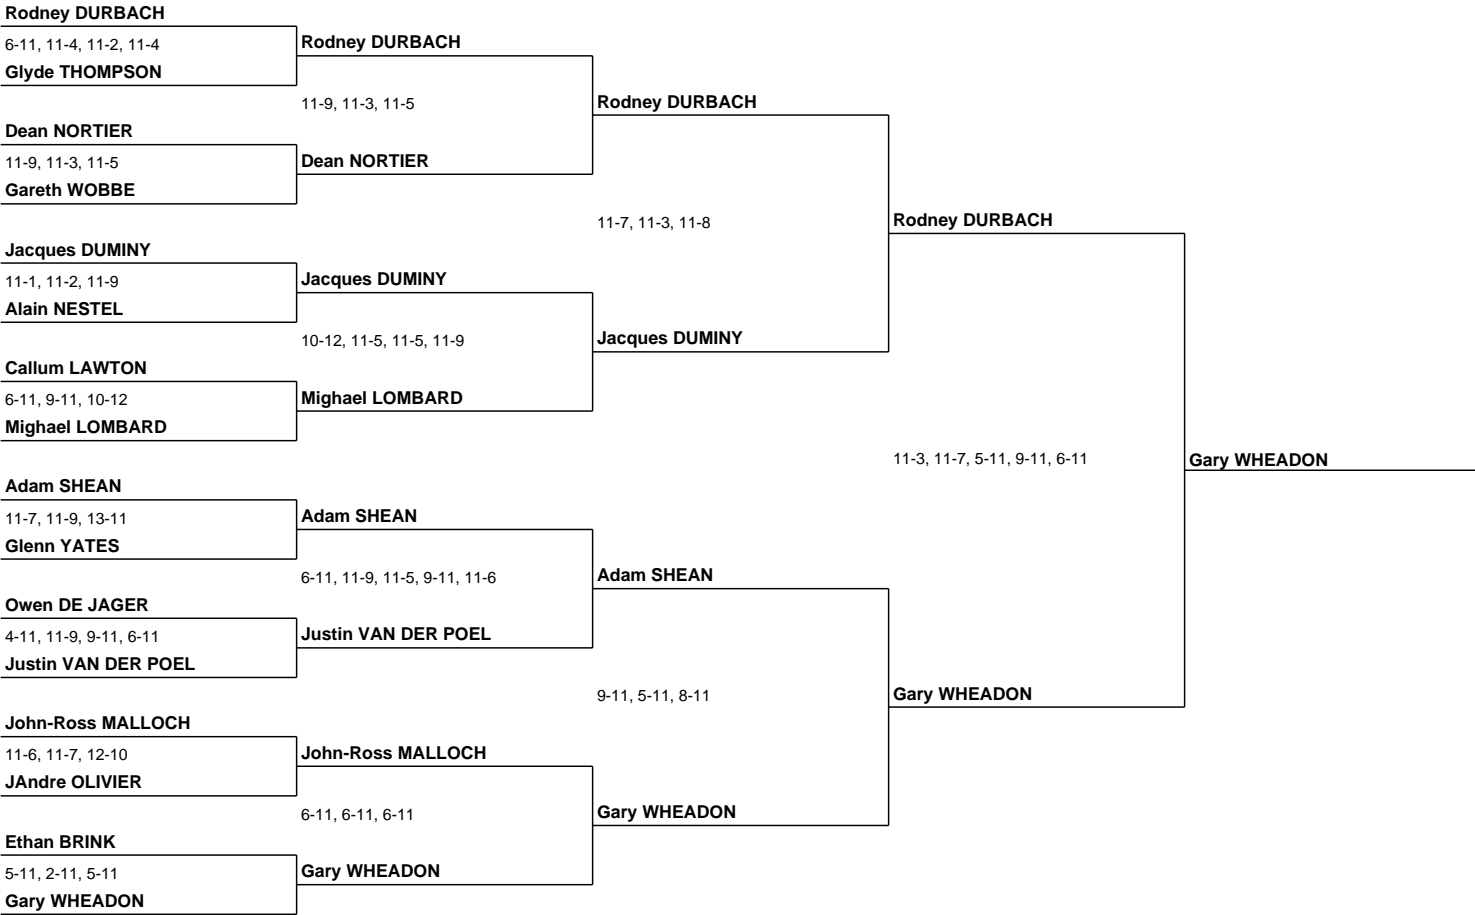 Rodney DURBACH
6-11, 11-4, 11-2, 11-4
Glyde THOMPSON
Dean NORTIER
11-9, 11-3, 11-5
Gareth WOBBE
Jacques DUMINY
11-1, 11-2, 11-9
Alain NESTEL
Callum LAWTON
6-11, 9-11, 10-12
Mighael LOMBARD
Adam SHEAN
11-7, 11-9, 13-11
Glenn YATES
Owen DE JAGER
4-11, 11-9, 9-11, 6-11
Justin VAN DER POEL
John-Ross MALLOCH
11-6, 11-7, 12-10
JAndre OLIVIER
Ethan BRINK
5-11, 2-11, 5-11
Gary WHEADON
Rodney DURBACH
11-9, 11-3, 11-5
Dean NORTIER
Jacques DUMINY
10-12, 11-5, 11-5, 11-9
Mighael LOMBARD
Adam SHEAN
6-11, 11-9, 11-5, 9-11, 11-6
Justin VAN DER POEL
John-Ross MALLOCH
6-11, 6-11, 6-11
Gary WHEADON
Rodney DURBACH
11-7, 11-3, 11-8
Jacques DUMINY
Adam SHEAN
9-11, 5-11, 8-11
Gary WHEADON
Rodney DURBACH
11-3, 11-7, 5-11, 9-11, 6-11
Gary WHEADON
Gary WHEADON